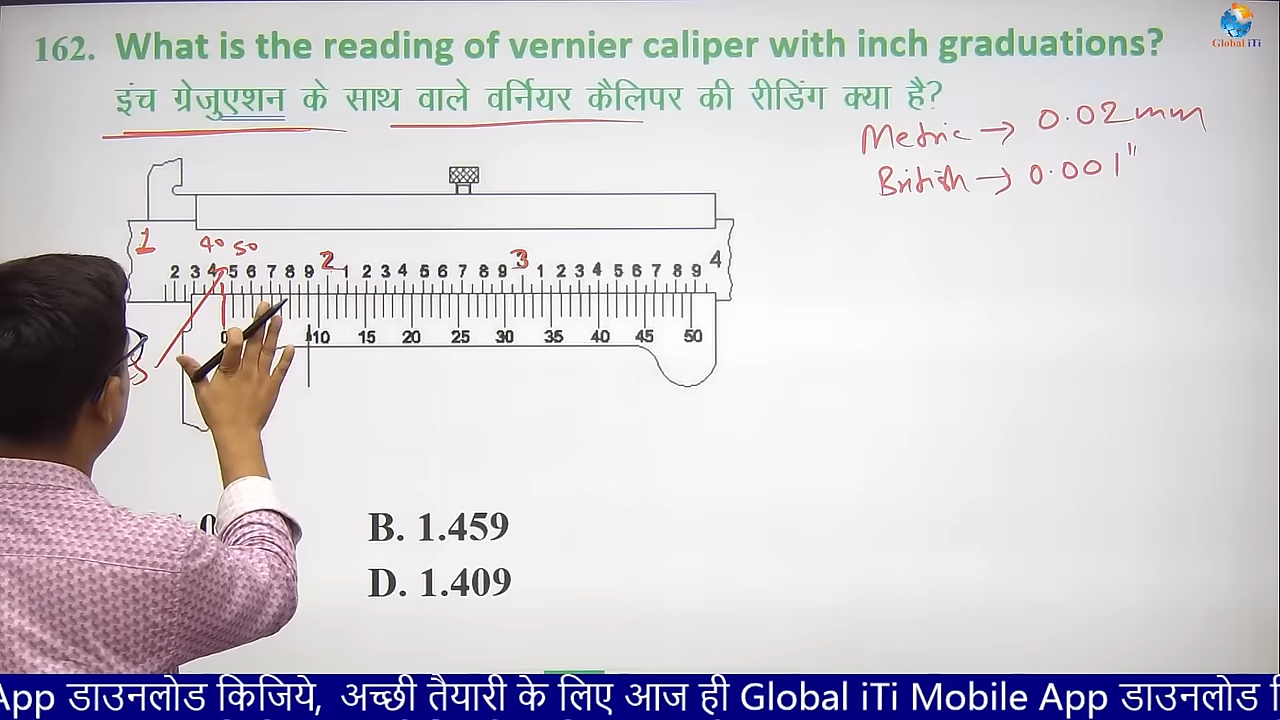 Global iTi
162. What is the reading of vernier caliper with inch graduations?
इंच ग्रेजुएशन के साथ वाले वर्नियर कैलिपर की रीडिंग क्या है?
Metric → 0.02mm
British → 0.001"
1 40 50
2 3 4 5 6 7 8 9 2 1 2 3 4 5 6 7 8 9 3 1 2 3 4 5 6 7 8 9 4
0 10 15 20 25 30 35 40 45 50
B. 1.459
D. 1.409
App डाउनलोड किजिये, अच्छी तैयारी के लिए आज ही Global iTi Mobile App डाउनलोड